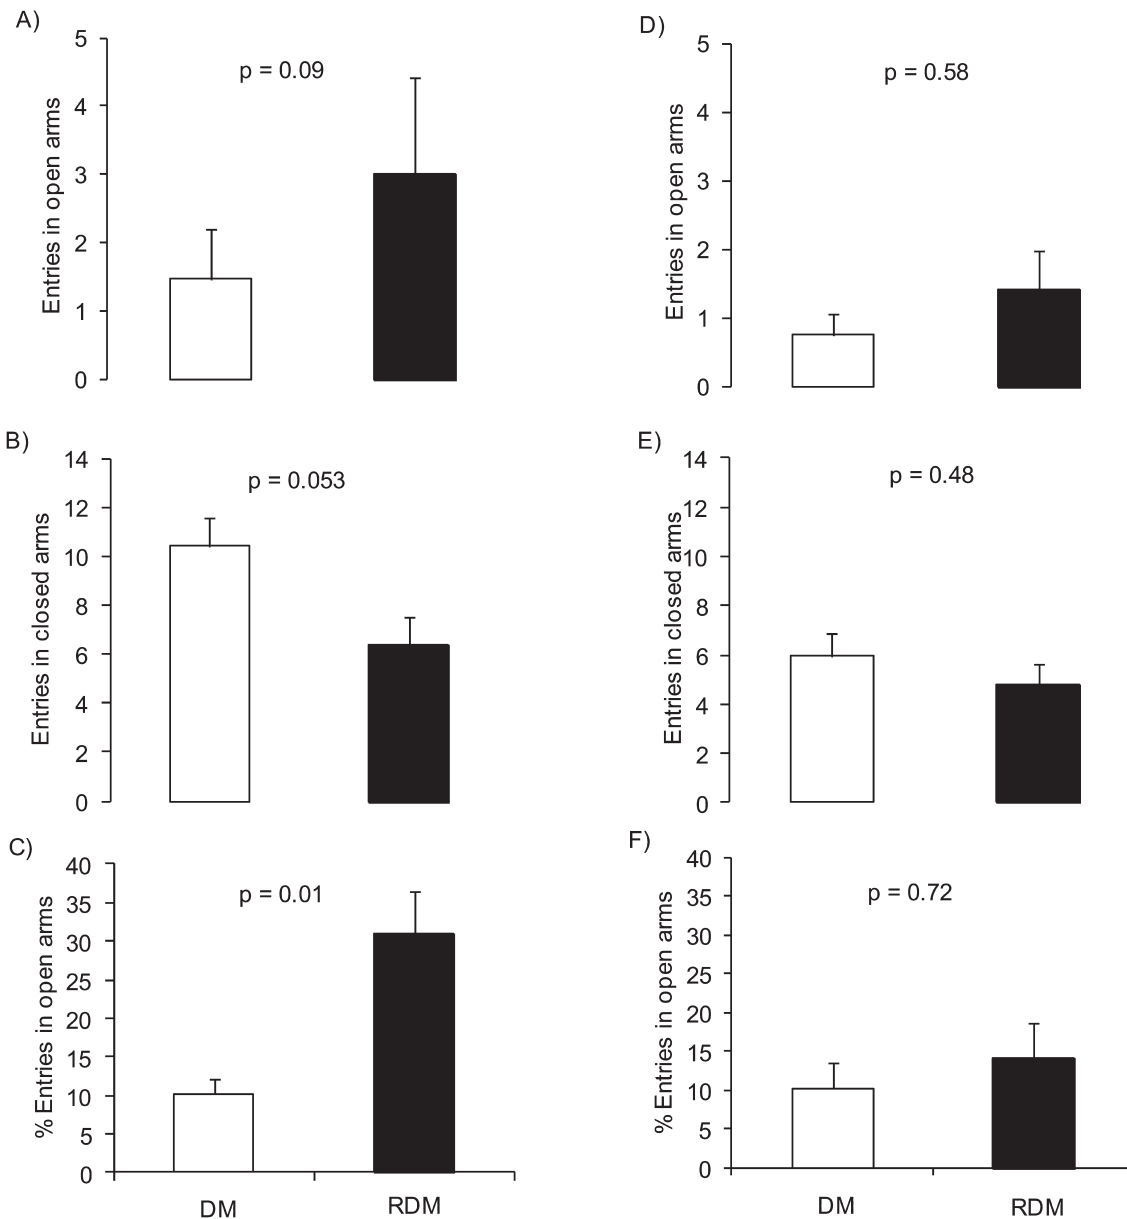 A)
Entries in open arms
5
4
3
2
1
0
p = 0.09
D)
Entries in open arms
5
4
3
2
1
0
p = 0.58
B)
Entries in closed arms
14
12
10
8
6
4
2
0
p = 0.053
E)
Entries in closed arms
14
12
10
8
6
4
2
0
p = 0.48
C)
% Entries in open arms
40
35
30
25
20
15
10
5
0
p = 0.01
DM
RDM
F)
% Entries in open arms
40
35
30
25
20
15
10
5
0
p = 0.72
DM
RDM